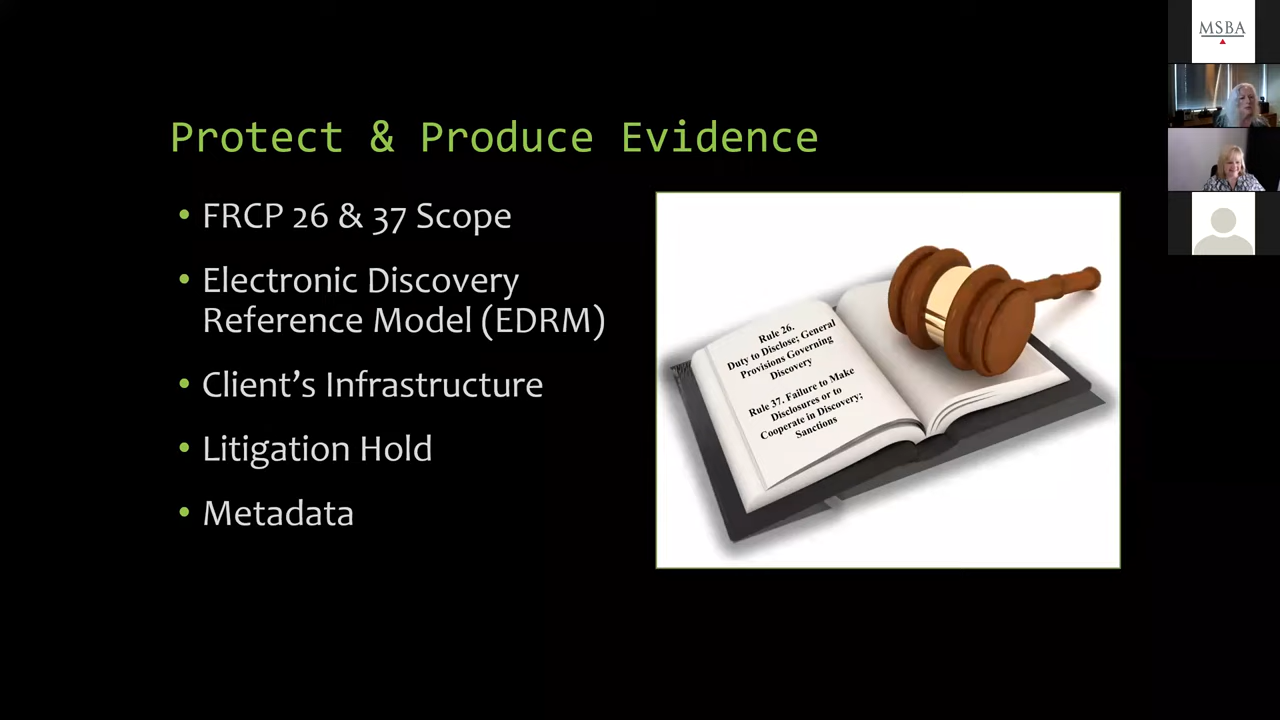 Protect & Produce Evidence
• FRCP 26 & 37 Scope
• Electronic Discovery
Reference Model (EDRM)
• Client’s Infrastructure
• Litigation Hold
• Metadata
Rule 26.
Duty to Disclose; General
Provisions Governing
Discovery
Rule 37. Failure to Make
Disclosures or to
Cooperate in Discovery;
Sanctions
MSBA